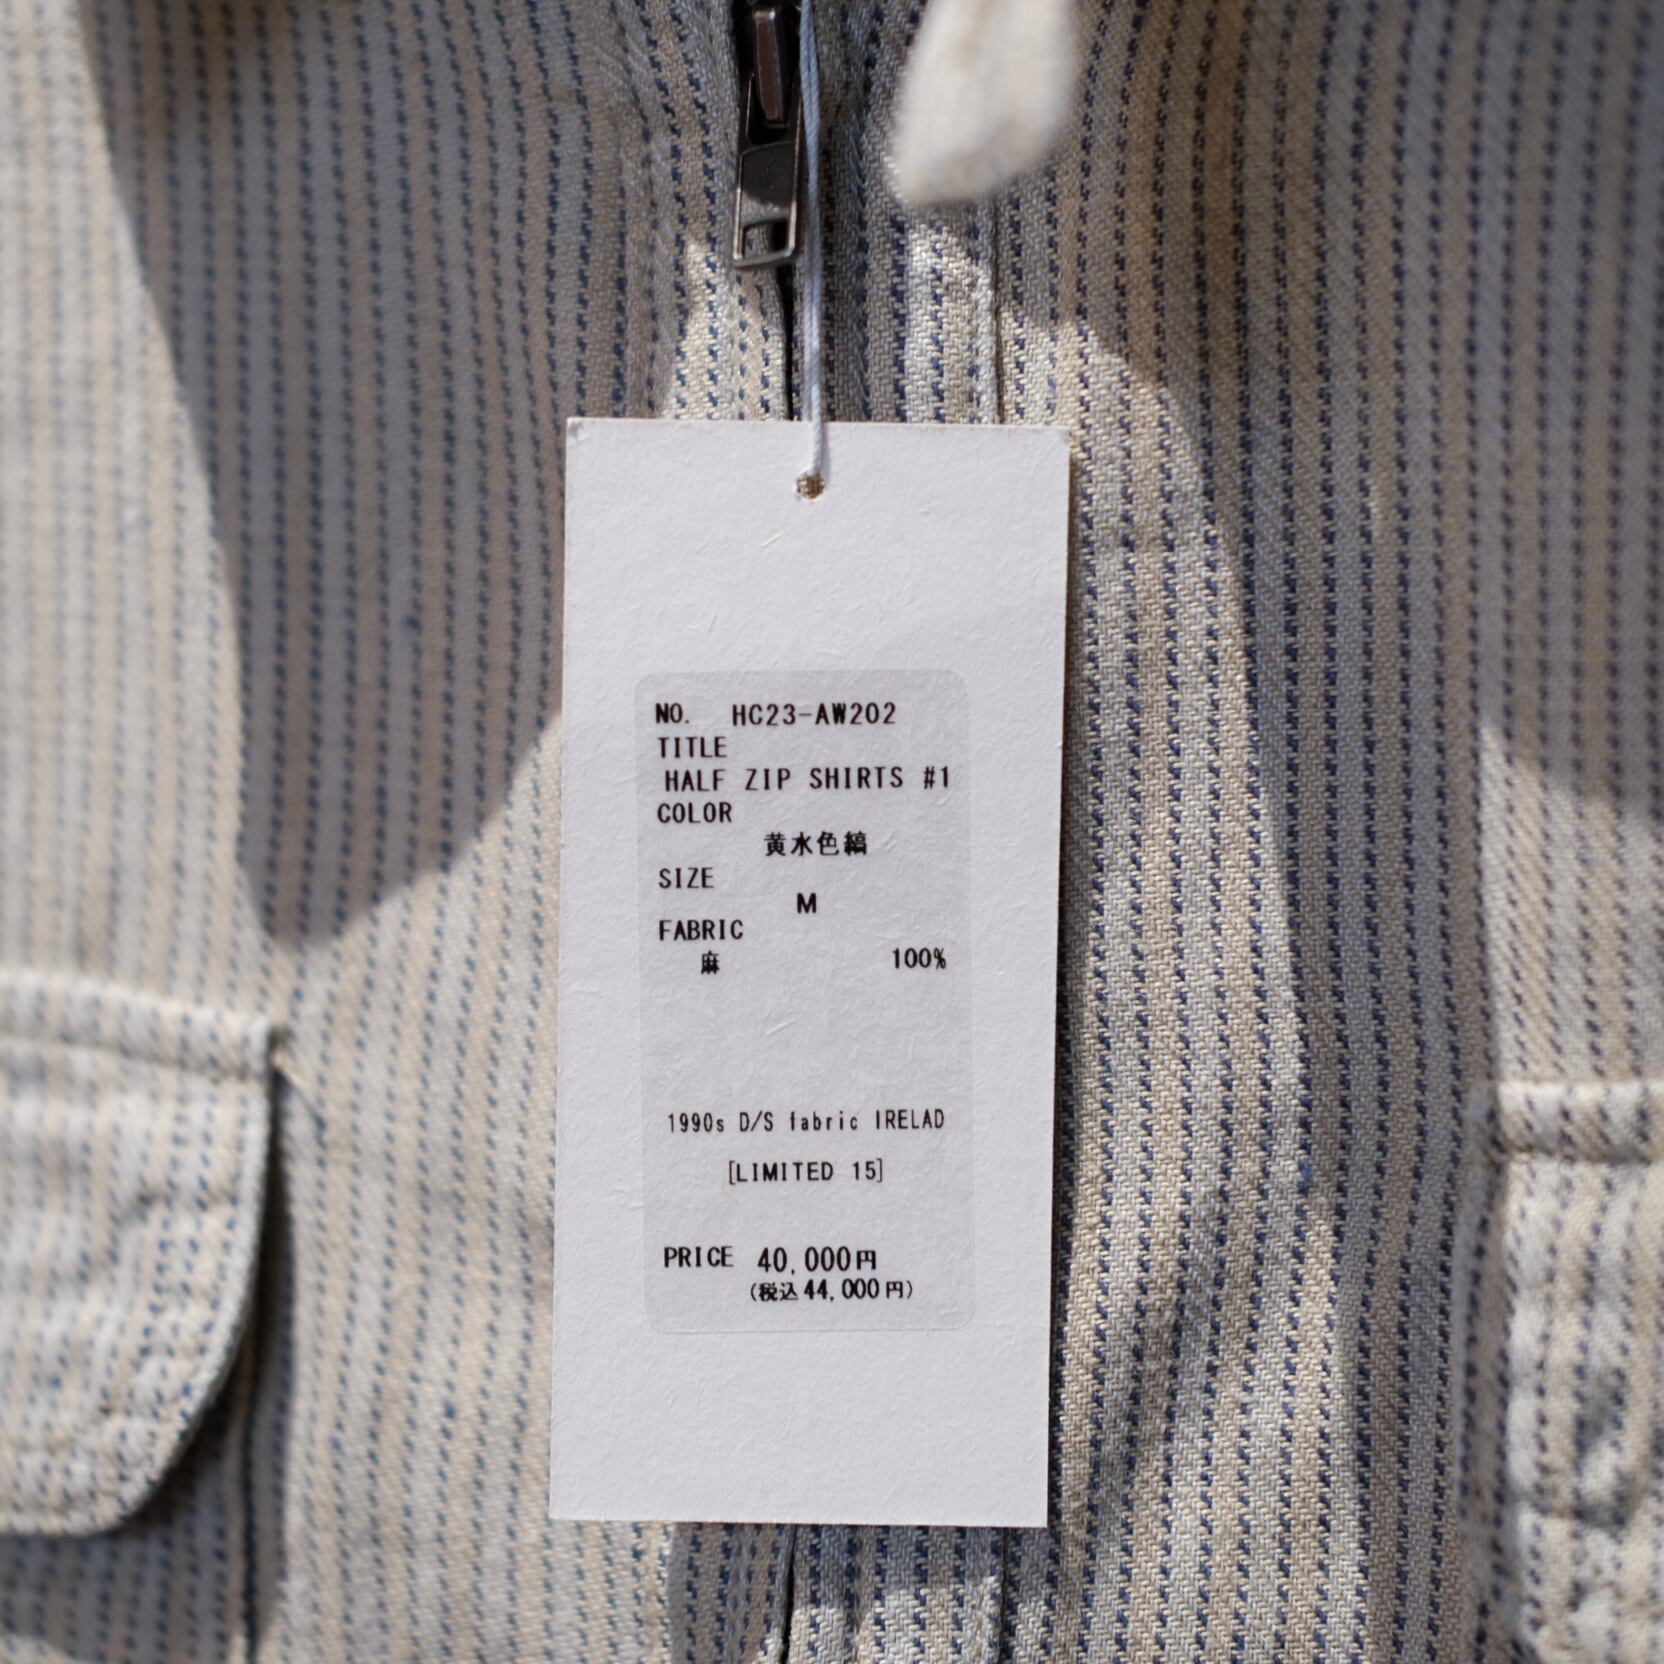 NO. HC23-AW202
TITLE
HALF ZIP SHIRTS #1
COLOR
黄水色縞
SIZE
M
FABRIC
麻 100%
1990s D/S fabric IRELAD
[LIMITED 15]
PRICE 40,000円
(税込44,000円)